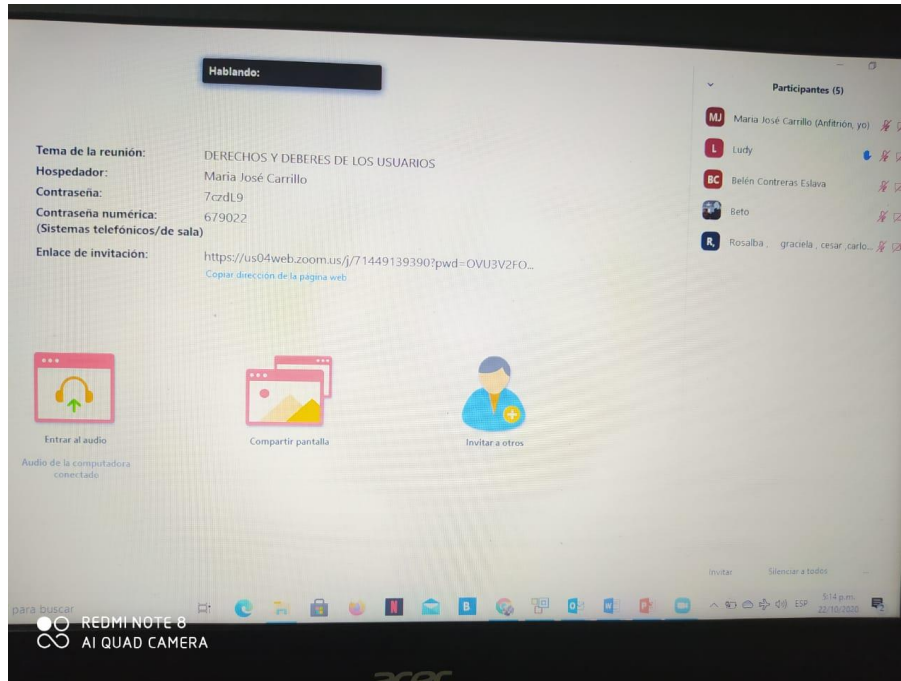 Hablando:
Participantes (5)
MJ Maria José Carrillo (Anfitrión, yo)
L Ludy
BC Belén Contreras Eslava
Beto
R, Rosalba , graciela , cesar ,carlo...
Tema de la reunión: DERECHOS Y DEBERES DE LOS USUARIOS
Hospedador: Maria José Carrillo
Contraseña: 7czdL9
Contraseña numérica: 679022
(Sistemas telefónicos/de sala)
Enlace de invitación: https://us04web.zoom.us/j/71449139390?pwd=OVU3V2FO...
Copiar dirección de la página web
Entrar al audio
Compartir pantalla
Invitar a otros
Audio de la computadora
conectado
Invitar Silenciar a todos
para buscar
N B W ESP 5:14 p.m.
22/10/2020
REDMI NOTE 8
AI QUAD CAMERA
acer